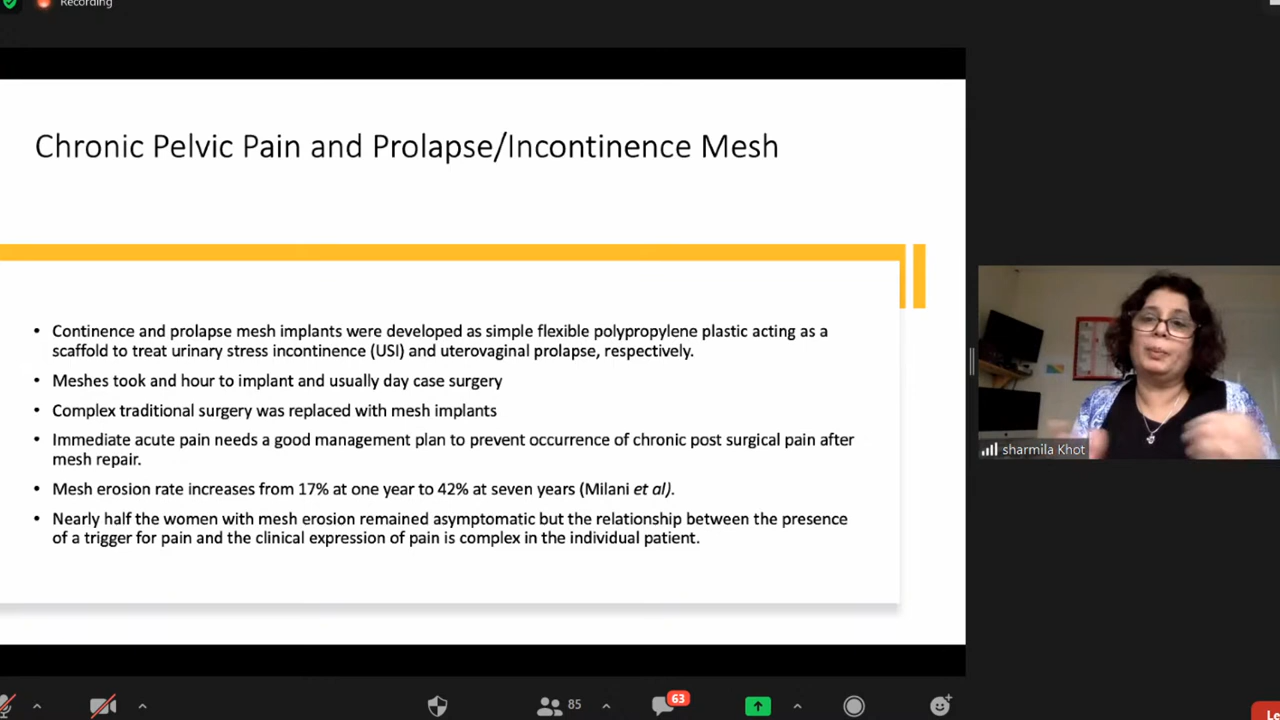 Recording
Chronic Pelvic Pain and Prolapse/Incontinence Mesh
• Continence and prolapse mesh implants were developed as simple flexible polypropylene plastic acting as a
scaffold to treat urinary stress incontinence (USI) and uterovaginal prolapse, respectively.
• Meshes took and hour to implant and usually day case surgery
• Complex traditional surgery was replaced with mesh implants
• Immediate acute pain needs a good management plan to prevent occurrence of chronic post surgical pain after
mesh repair.
• Mesh erosion rate increases from 17% at one year to 42% at seven years (Milani et al).
• Nearly half the women with mesh erosion remained asymptomatic but the relationship between the presence
of a trigger for pain and the clinical expression of pain is complex in the individual patient.
sharmila Khot
85
63